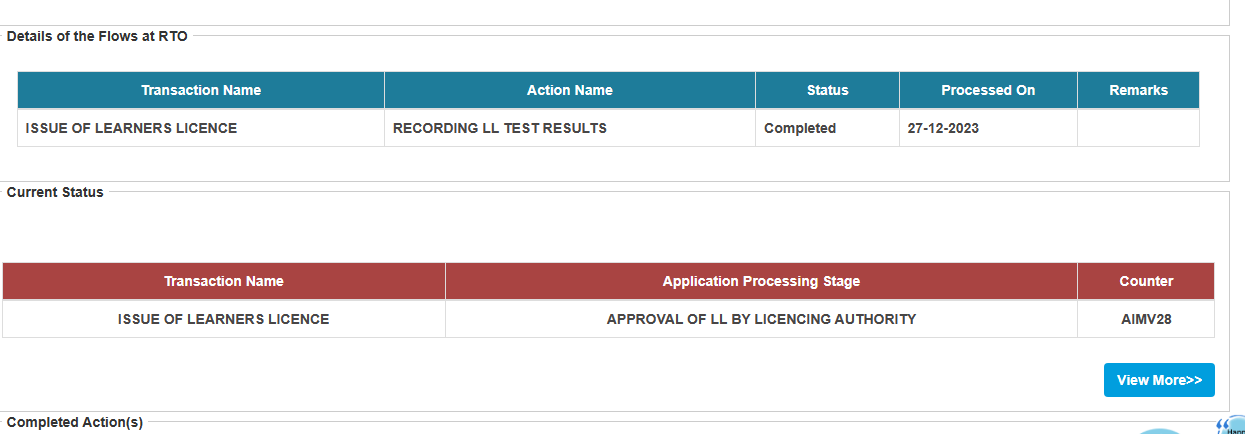 Details of the Flows at RTO
Transaction Name Action Name Status Processed On Remarks
ISSUE OF LEARNERS LICENCE RECORDING LL TEST RESULTS Completed 27-12-2023
Current Status
Transaction Name Application Processing Stage Counter
ISSUE OF LEARNERS LICENCE APPROVAL OF LL BY LICENCING AUTHORITY AIMV28
View More>>
Completed Action(s)